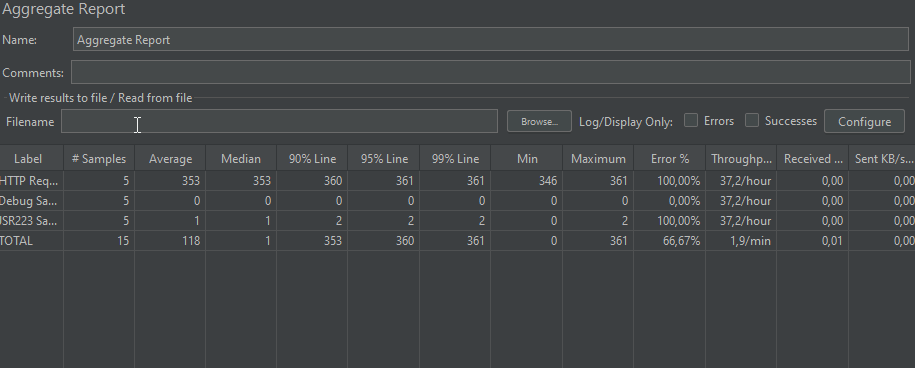 Aggregate Report
Name: Aggregate Report
Comments:
Write results to file / Read from file
Filename Browse... Log/Display Only: Errors Successes Configure
Label # Samples Average Median 90% Line 95% Line 99% Line Min Maximum Error % Throughp... Received ... Sent KB/s...
HTTP Req... 5 353 353 360 361 361 346 361 100,00% 37,2/hour 0,00 0,00
Debug Sa... 5 0 0 0 0 0 0 0 0,00% 37,2/hour 0,00 0,00
JSR223 Sa... 5 1 1 2 2 2 0 2 100,00% 37,2/hour 0,00 0,00
TOTAL 15 118 1 353 360 361 0 361 66,67% 1,9/min 0,01 0,00